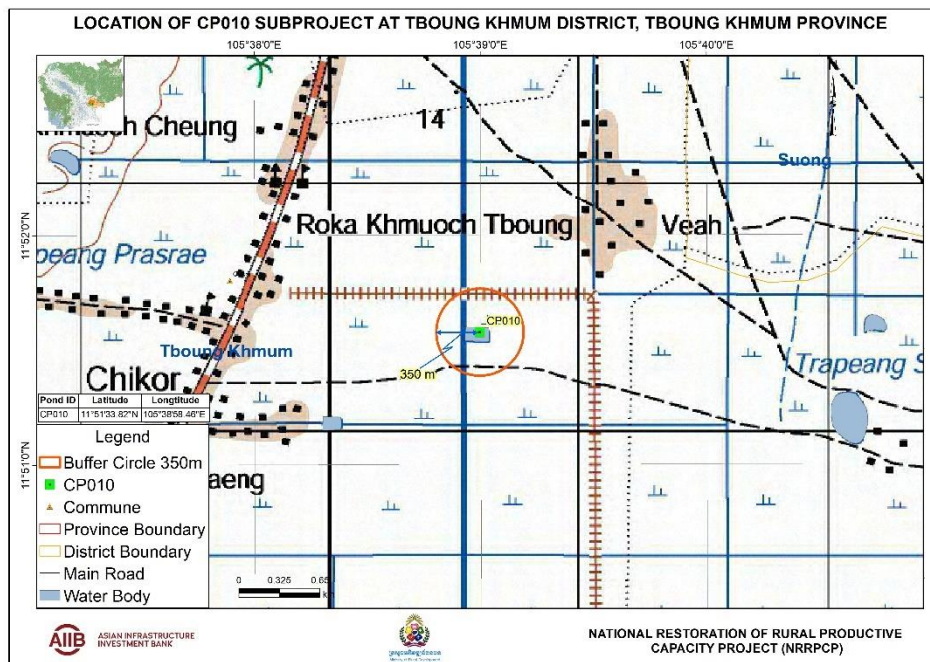 LOCATION OF CP010 SUBPROJECT AT TBOUNG KHMUM DISTRICT, TBOUNG KHMUM PROVINCE
105°38'0"E 105°39'0"E 105°40'0"E
Cheung
14
Suong
Roka Khmuoch Tboung
Veah
11°52'0"N
peang Prasrae
CP010
Tboung Khmum
350 m
Trapeang S
Chikor
Pond ID Latitude Longtitude
CP010 11°51'33.82"N 105°38'58.46"E
11°51'0"N
aeng
Legend
Buffer Circle 350m
CP010
Commune
Province Boundary
District Boundary
Main Road
Water Body
0 0.325 0.65
AIIB
ASIAN INFRASTRUCTURE
INVESTMENT BANK
NATIONAL RESTORATION OF RURAL PRODUCTIVE
CAPACITY PROJECT (NRRPCP)